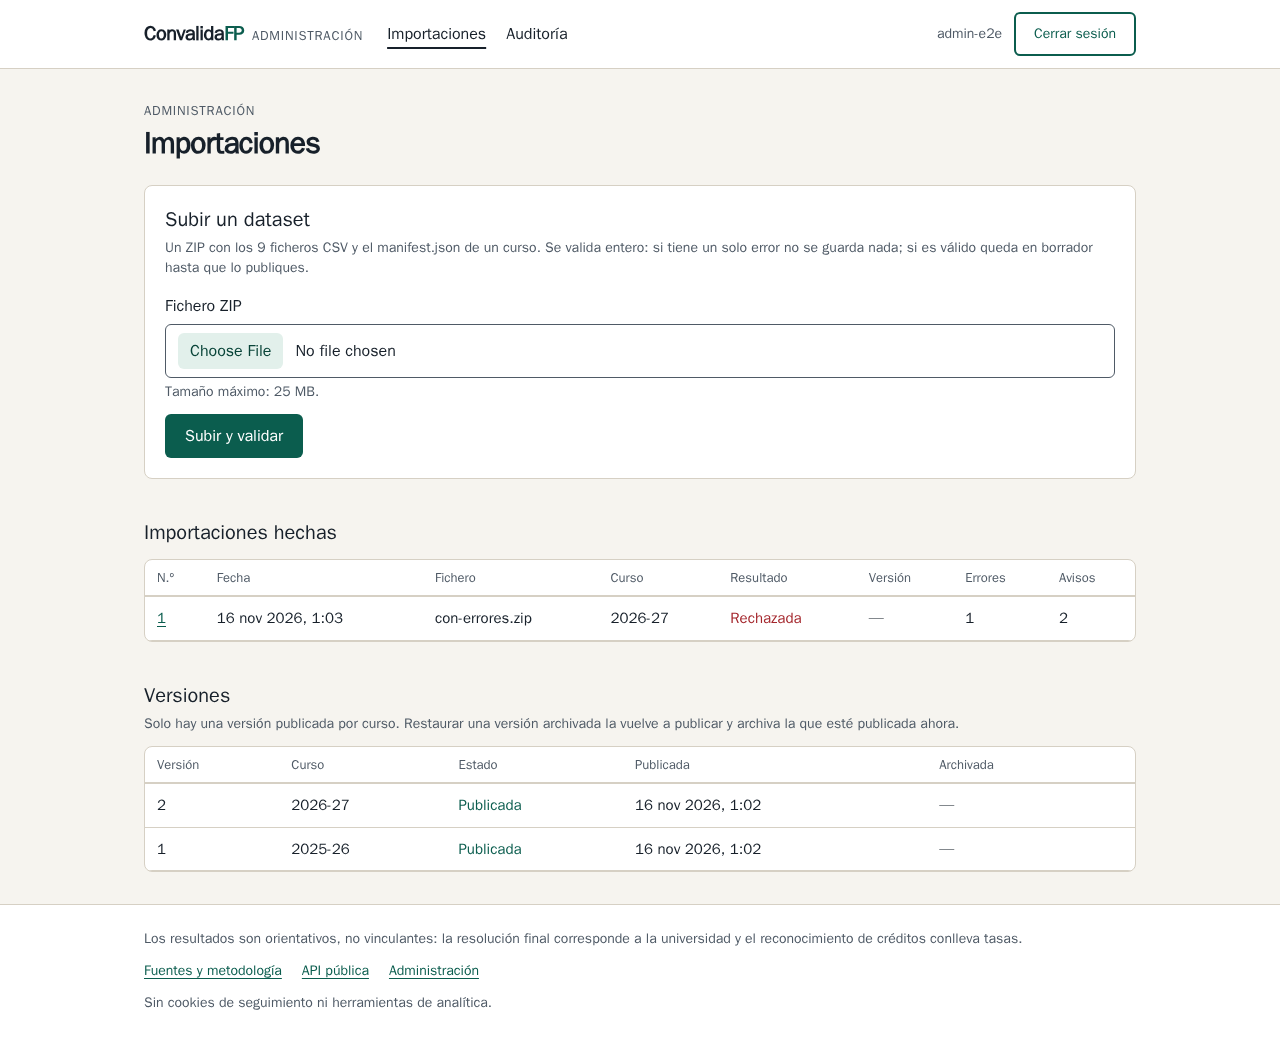 ConvalidaFP ADMINISTRACIÓN Importaciones Auditoría admin-e2e Cerrar sesión
ADMINISTRACIÓN
Importaciones
Subir un dataset
Un ZIP con los 9 ficheros CSV y el manifest.json de un curso. Se valida entero: si tiene un solo error no se guarda nada; si es válido queda en borrador
hasta que lo publiques.
Fichero ZIP
Choose File No file chosen
Tamaño máximo: 25 MB.
Subir y validar
Importaciones hechas
N.º Fecha Fichero Curso Resultado Versión Errores Avisos
1 16 nov 2026, 1:03 con-errores.zip 2026-27 Rechazada — 1 2
Versiones
Solo hay una versión publicada por curso. Restaurar una versión archivada la vuelve a publicar y archiva la que esté publicada ahora.
Versión Curso Estado Publicada Archivada
2 2026-27 Publicada 16 nov 2026, 1:02 —
1 2025-26 Publicada 16 nov 2026, 1:02 —
Los resultados son orientativos, no vinculantes: la resolución final corresponde a la universidad y el reconocimiento de créditos conlleva tasas.
Fuentes y metodología API pública Administración
Sin cookies de seguimiento ni herramientas de analítica.